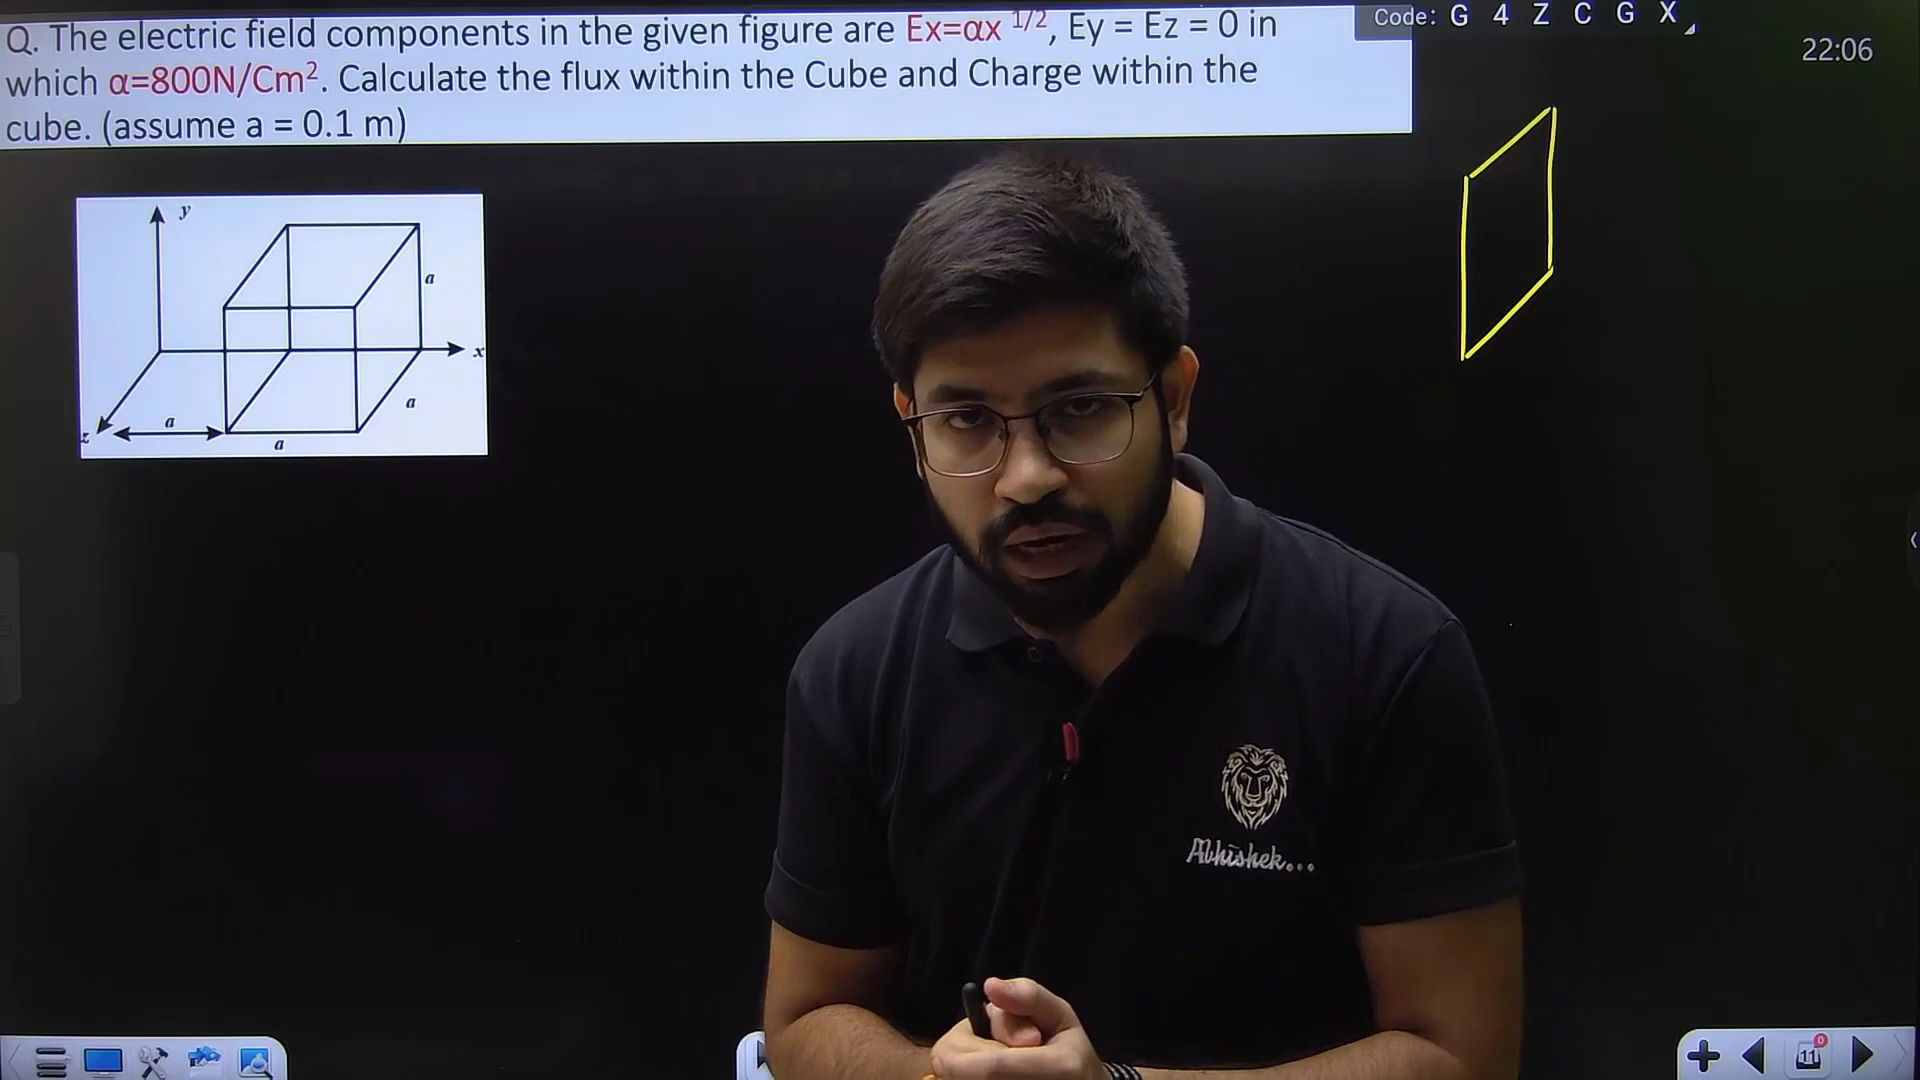 Code: G 4 Z C G X
22:06
Q. The electric field components in the given figure are Ex=αx 1/2, Ey = Ez = 0 in
which α=800N/Cm². Calculate the flux within the Cube and Charge within the
cube. (assume a = 0.1 m)
y
a
x
a
z
a
a
Abhishek...
11
0